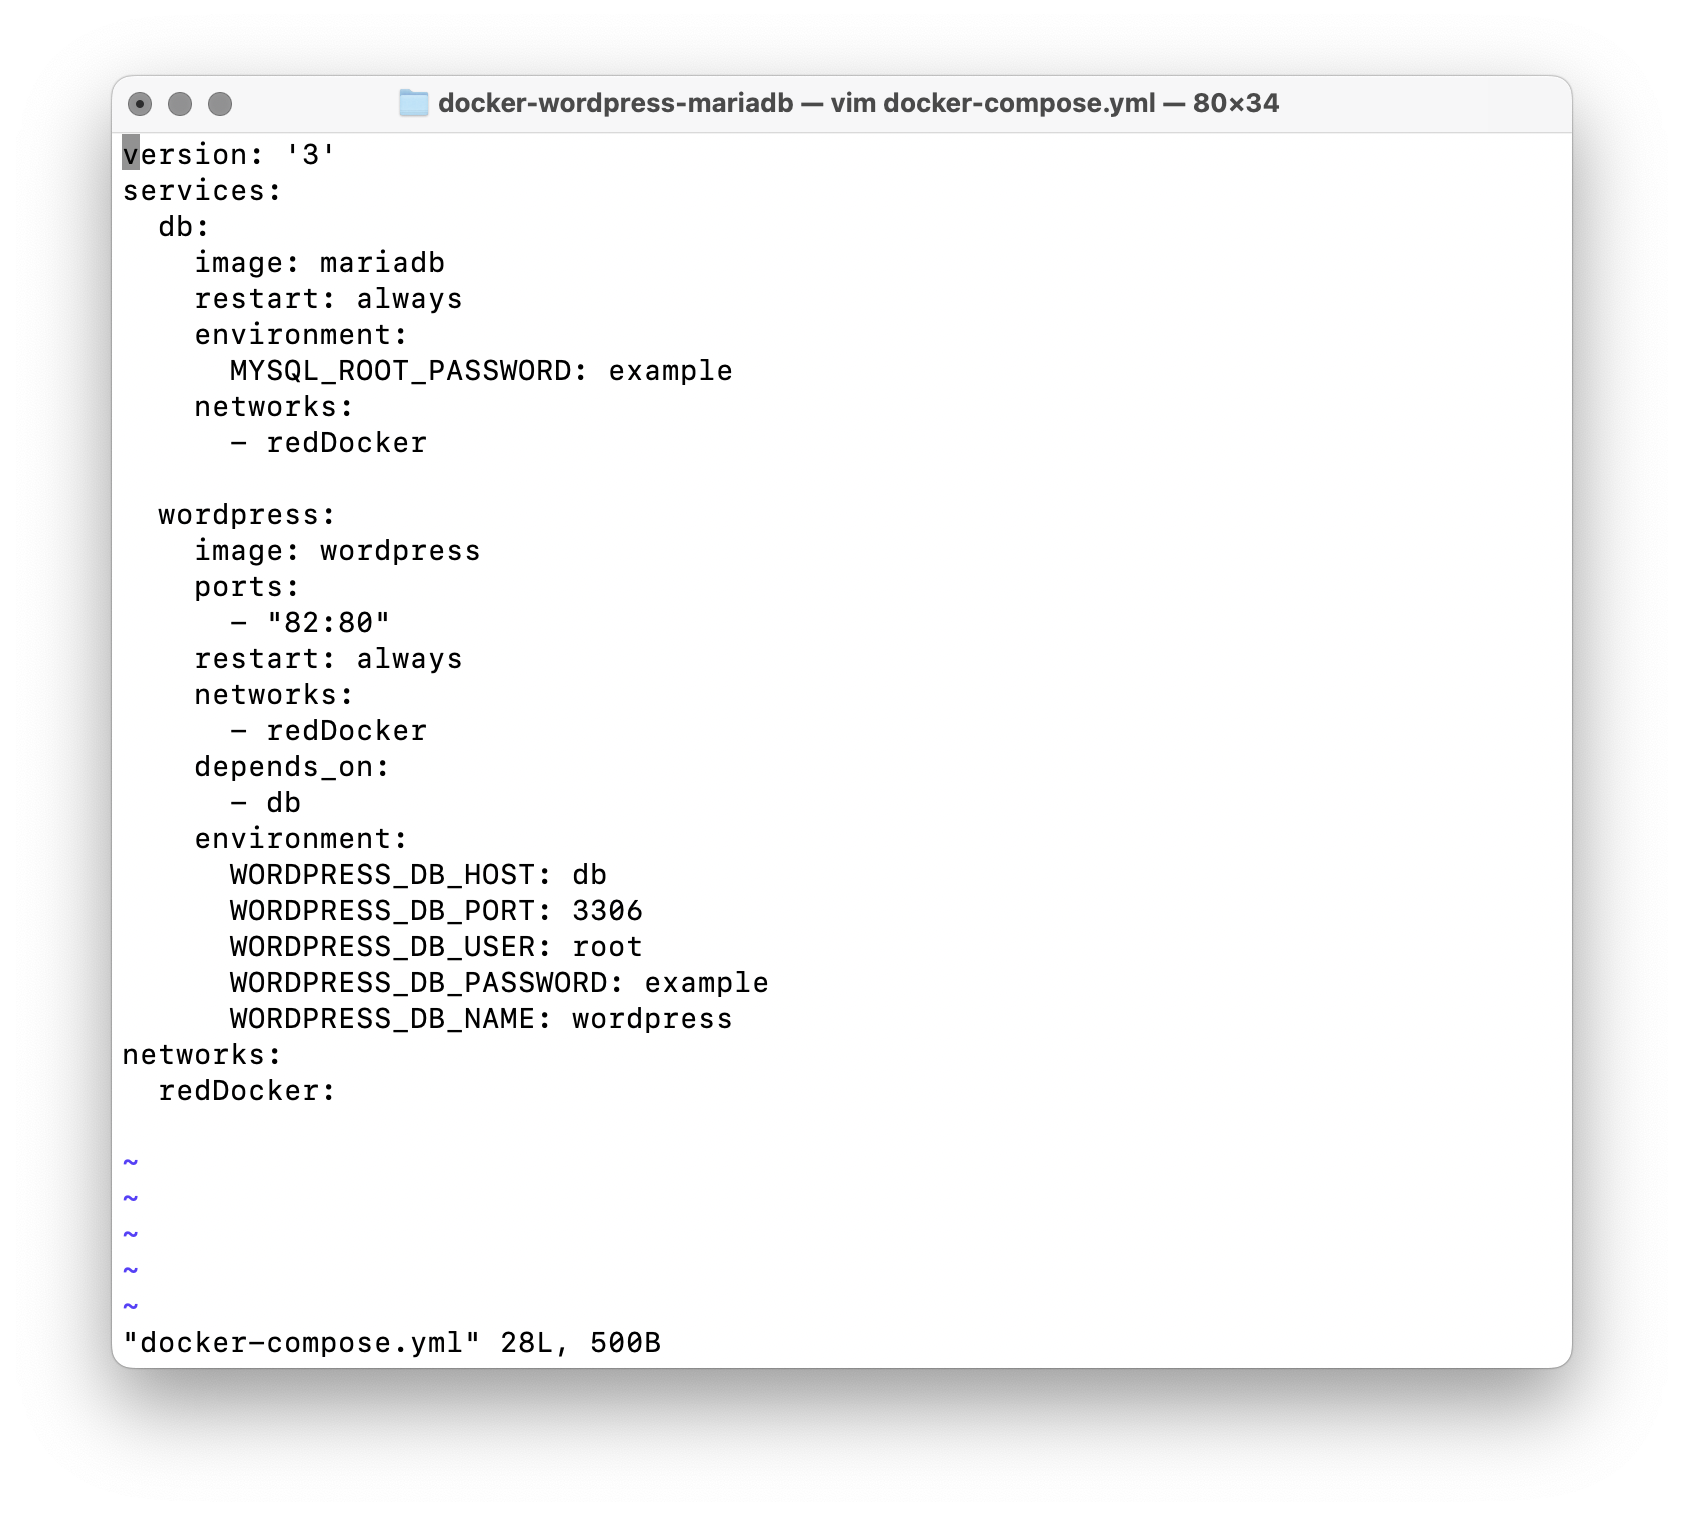 docker-wordpress-mariadb — vim docker-compose.yml — 80×34
version: '3'
services:
  db:
    image: mariadb
    restart: always
    environment:
      MYSQL_ROOT_PASSWORD: example
    networks:
      - redDocker

  wordpress:
    image: wordpress
    ports:
      - "82:80"
    restart: always
    networks:
      - redDocker
    depends_on:
      - db
    environment:
      WORDPRESS_DB_HOST: db
      WORDPRESS_DB_PORT: 3306
      WORDPRESS_DB_USER: root
      WORDPRESS_DB_PASSWORD: example
      WORDPRESS_DB_NAME: wordpress
networks:
  redDocker:

~
~
~
~
~
"docker-compose.yml" 28L, 500B